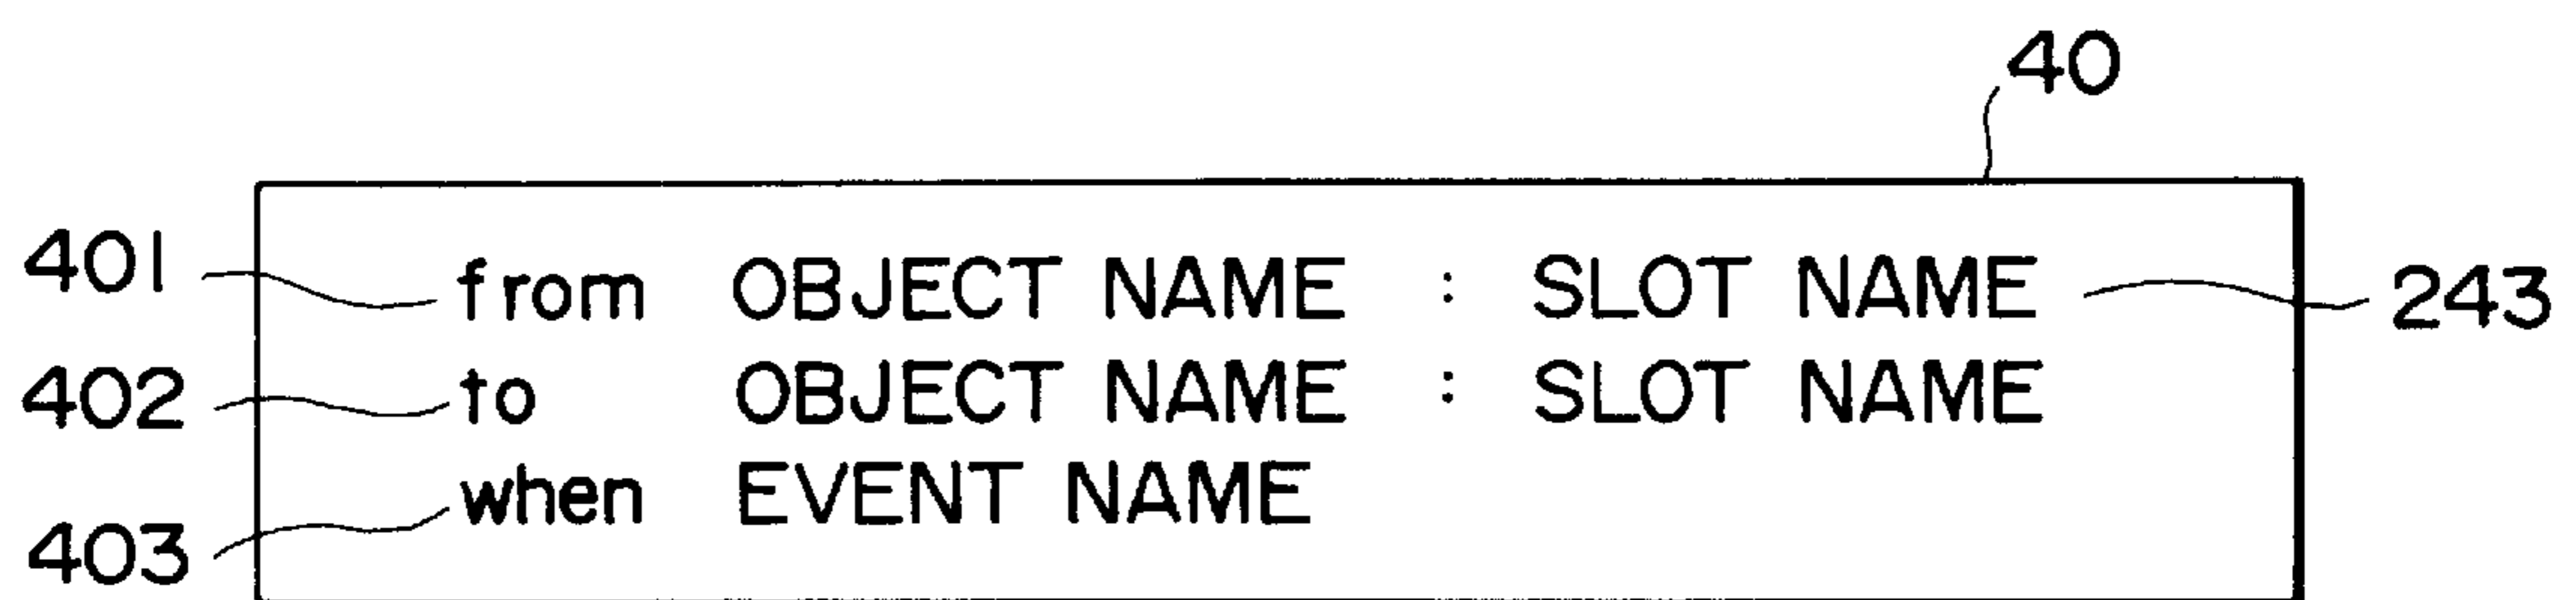 40
401 from OBJECT NAME : SLOT NAME 243
402 to OBJECT NAME : SLOT NAME
403 when EVENT NAME